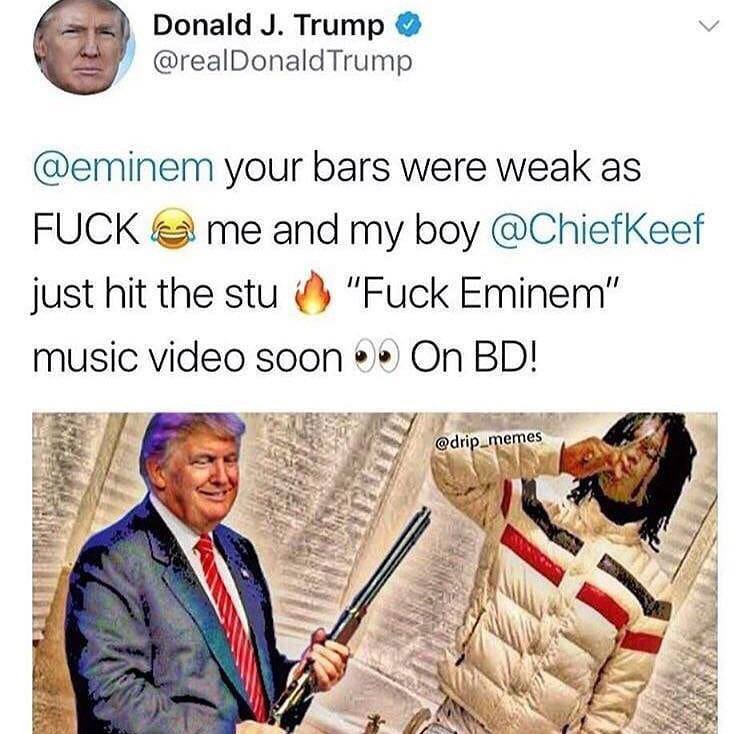 Donald J. Trump
@realDonaldTrump
@eminem your bars were weak as
FUCK 😂 me and my boy @ChiefKeef
just hit the stu 🔥 "Fuck Eminem"
music video soon 👀 On BD!
@drip_memes